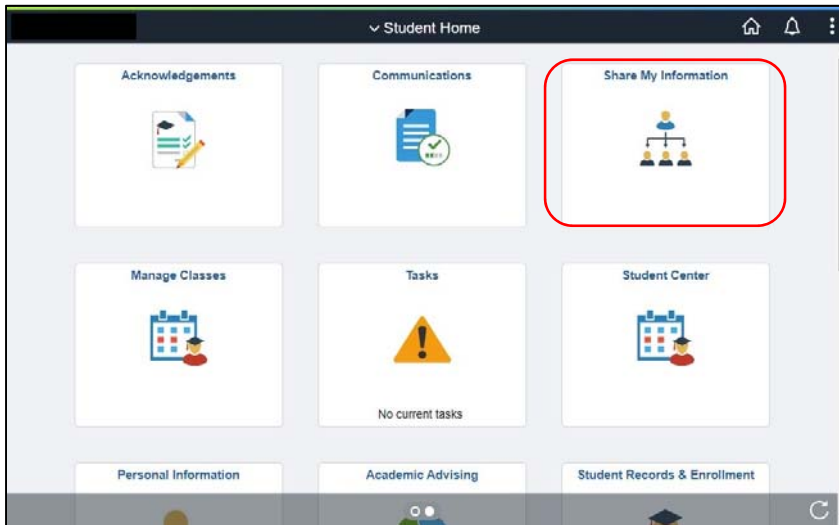 Student Home
Acknowledgements
Communications
Share My Information
Manage Classes
Tasks
Student Center
No current tasks
Personal Information
Academic Advising
Student Records & Enrollment